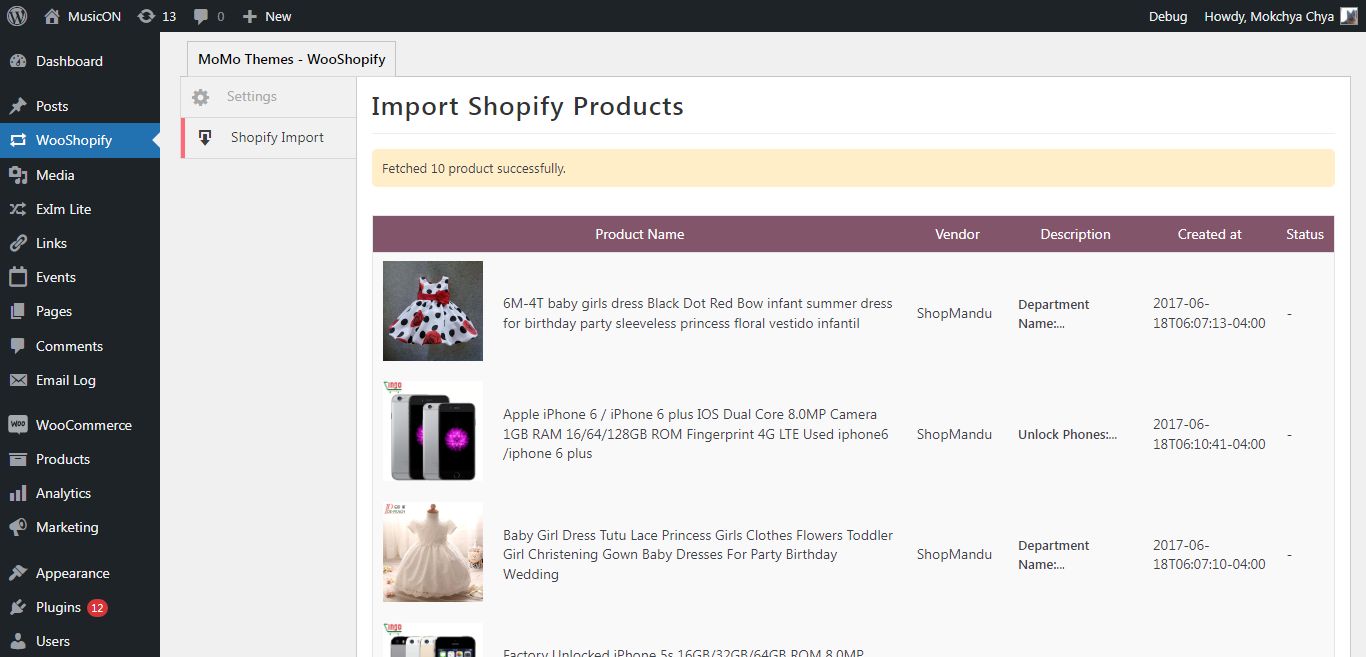 MusicON 13 0 New Debug Howdy, Mokchya Chya
Dashboard
Posts
WooShopify
Media
ExIm Lite
Links
Events
Pages
Comments
Email Log
WOO WooCommerce
Products
Analytics
Marketing
Appearance
Plugins 12
Users
MoMo Themes - WooShopify
Settings
Shopify Import
Import Shopify Products
Fetched 10 product successfully.
Product Name Vendor Description Created at Status
6M-4T baby girls dress Black Dot Red Bow infant summer dress
for birthday party sleeveless princess floral vestido infantil
ShopMandu
Department
Name:...
2017-06-
18T06:07:13-04:00
-
Apple iPhone 6 / iPhone 6 plus IOS Dual Core 8.0MP Camera
1GB RAM 16/64/128GB ROM Fingerprint 4G LTE Used iphone6
/iphone 6 plus
ShopMandu
Unlock Phones:...
2017-06-
18T06:10:41-04:00
-
Baby Girl Dress Tutu Lace Princess Girls Clothes Flowers Toddler
Girl Christening Gown Baby Dresses For Party Birthday
Wedding
ShopMandu
Department
Name:...
2017-06-
18T06:07:10-04:00
-
Factory Unlocked iPhone 5s 16GB/32GB/64GB ROM 8.0MP